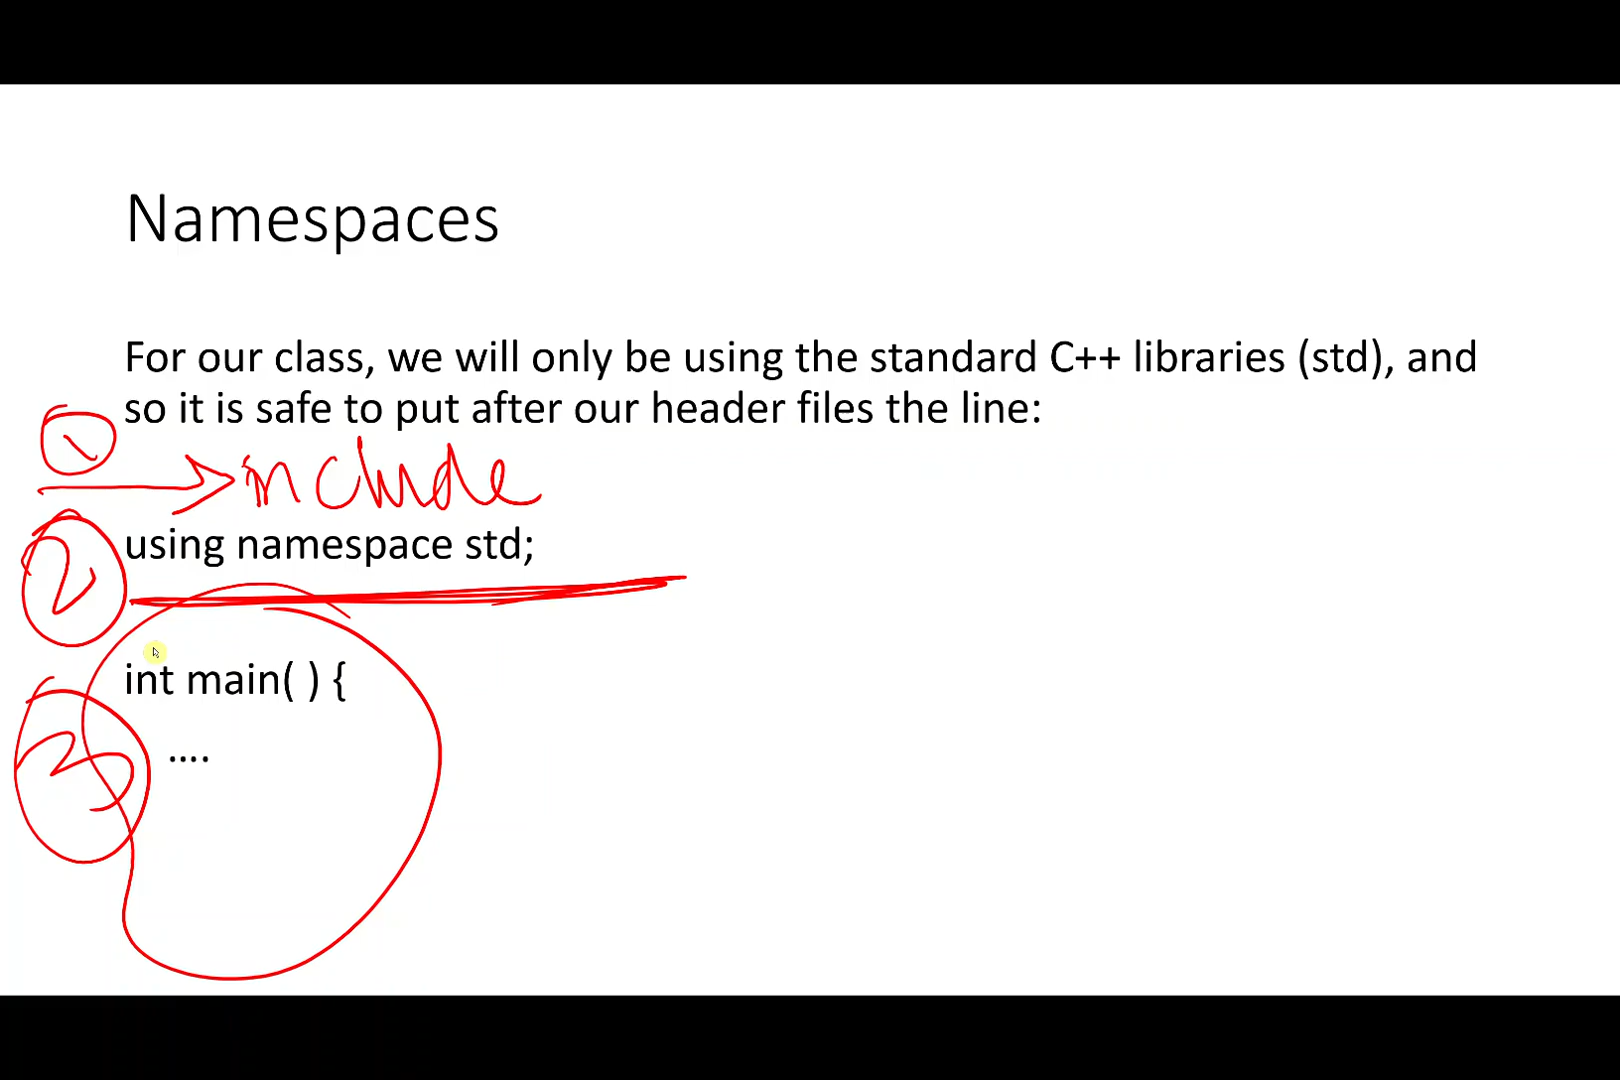 Namespaces
For our class, we will only be using the standard C++ libraries (std), and
so it is safe to put after our header files the line:
1
include
2
using namespace std;
int main( ) {
3
....